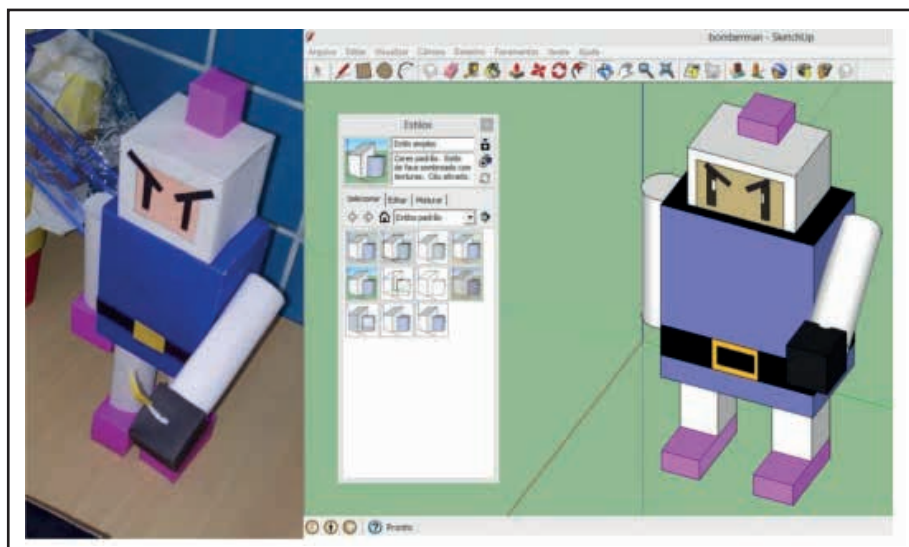 bomberman - SketchUp
Arquivo Editar Visualizar Câmera Desenho Ferramentas Janela Ajuda
Estilos
Estilo simples
Cores padrão. Estilo
de face sombreado com
texturas. Céu ativado.
Selecionar Editar Misturar
Estilos padrão
Pronto